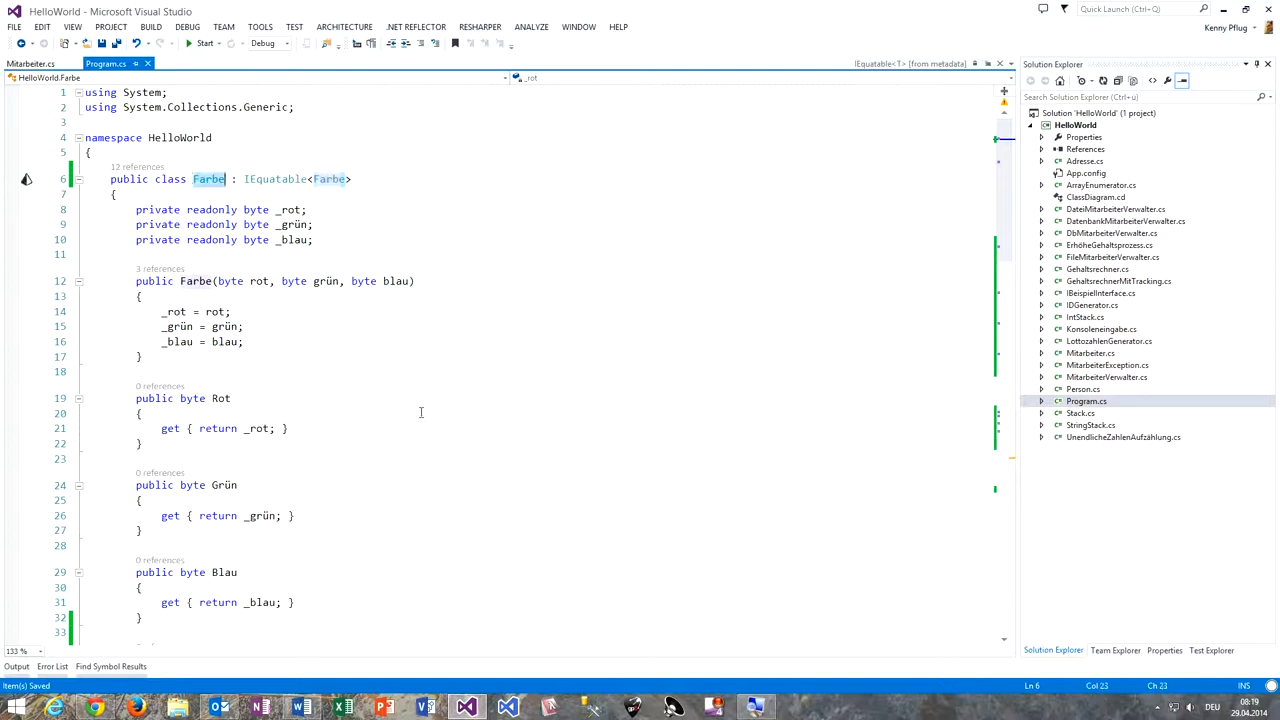 HelloWorld - Microsoft Visual Studio
Quick Launch (Ctrl+Q)
FILE EDIT VIEW PROJECT BUILD DEBUG TEAM TOOLS TEST ARCHITECTURE .NET REFLECTOR RESHARPER ANALYZE WINDOW HELP
Kenny Pflug
Start Debug
Mitarbeiter.cs Program.cs IEquatable<T> [from metadata]
HelloWorld.Farbe _rot
1 using System;
2 using System.Collections.Generic;
3
4 namespace HelloWorld
5 {
12 references
6 public class Farbe : IEquatable<Farbe>
7 {
8 private readonly byte _rot;
9 private readonly byte _grün;
10 private readonly byte _blau;
11
3 references
12 public Farbe(byte rot, byte grün, byte blau)
13 {
14 _rot = rot;
15 _grün = grün;
16 _blau = blau;
17 }
18
0 references
19 public byte Rot
20 {
21 get { return _rot; }
22 }
23
0 references
24 public byte Grün
25 {
26 get { return _grün; }
27 }
28
0 references
29 public byte Blau
30 {
31 get { return _blau; }
32 }
33
133 %
Solution Explorer
Search Solution Explorer (Ctrl+ü)
Solution 'HelloWorld' (1 project)
HelloWorld
Properties
References
Adresse.cs
App.config
ArrayEnumerator.cs
ClassDiagram.cd
DateiMitarbeiterVerwalter.cs
DatenbankMitarbeiterVerwalter.cs
DbMitarbeiterVerwalter.cs
ErhöheGehaltsprozess.cs
FileMitarbeiterVerwalter.cs
Gehaltsrechner.cs
GehaltsrechnerMitTracking.cs
IBeispielInterface.cs
IDGenerator.cs
IntStack.cs
Konsoleneingabe.cs
LottozahlenGenerator.cs
Mitarbeiter.cs
MitarbeiterException.cs
MitarbeiterVerwalter.cs
Person.cs
Program.cs
Stack.cs
StringStack.cs
UnendlicheZahlenAufzählung.cs
Solution Explorer Team Explorer Properties Test Explorer
Output Error List Find Symbol Results
Item(s) Saved Ln 6 Col 23 Ch 23 INS
DEU 08:19
29.04.2014